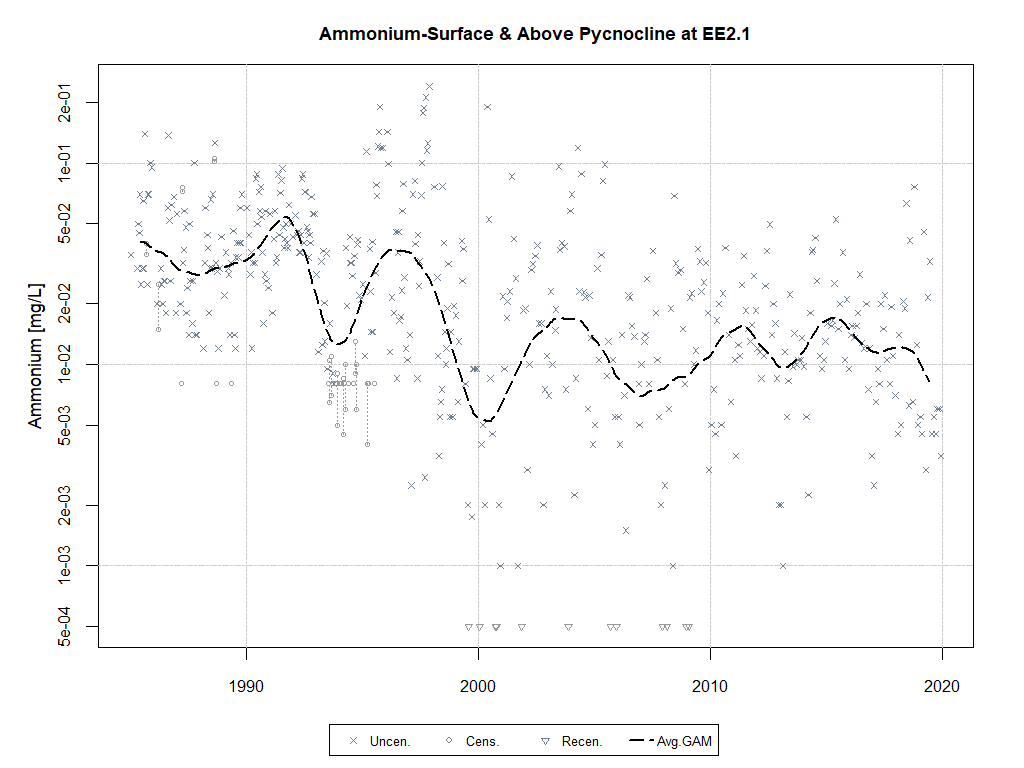 Ammonium-Surface & Above Pycnocline at EE2.1
Ammonium [mg/L]
2e-01
1e-01
5e-02
2e-02
1e-02
5e-03
2e-03
1e-03
5e-04
1990 2000 2010 2020
Uncen. Cens. Recen. Avg.GAM